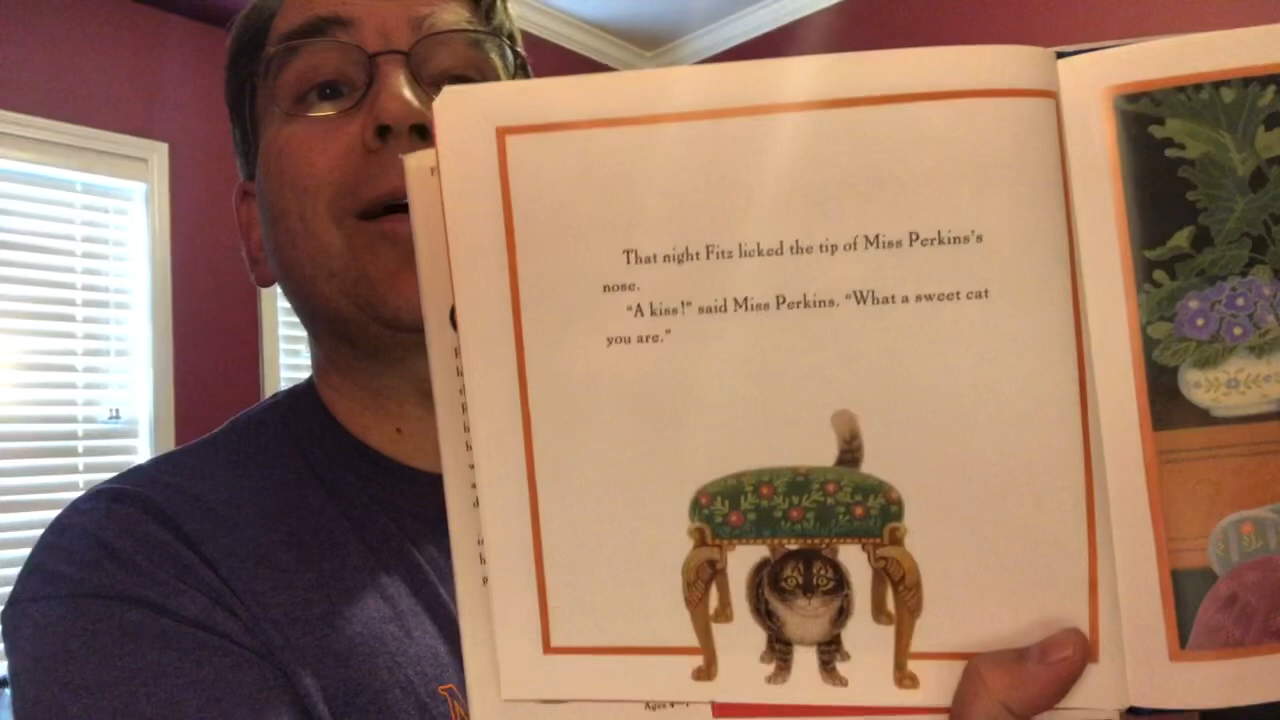 That night Fitz licked the tip of Miss Perkins's
nose.
"A kiss!" said Miss Perkins. "What a sweet cat
you are."